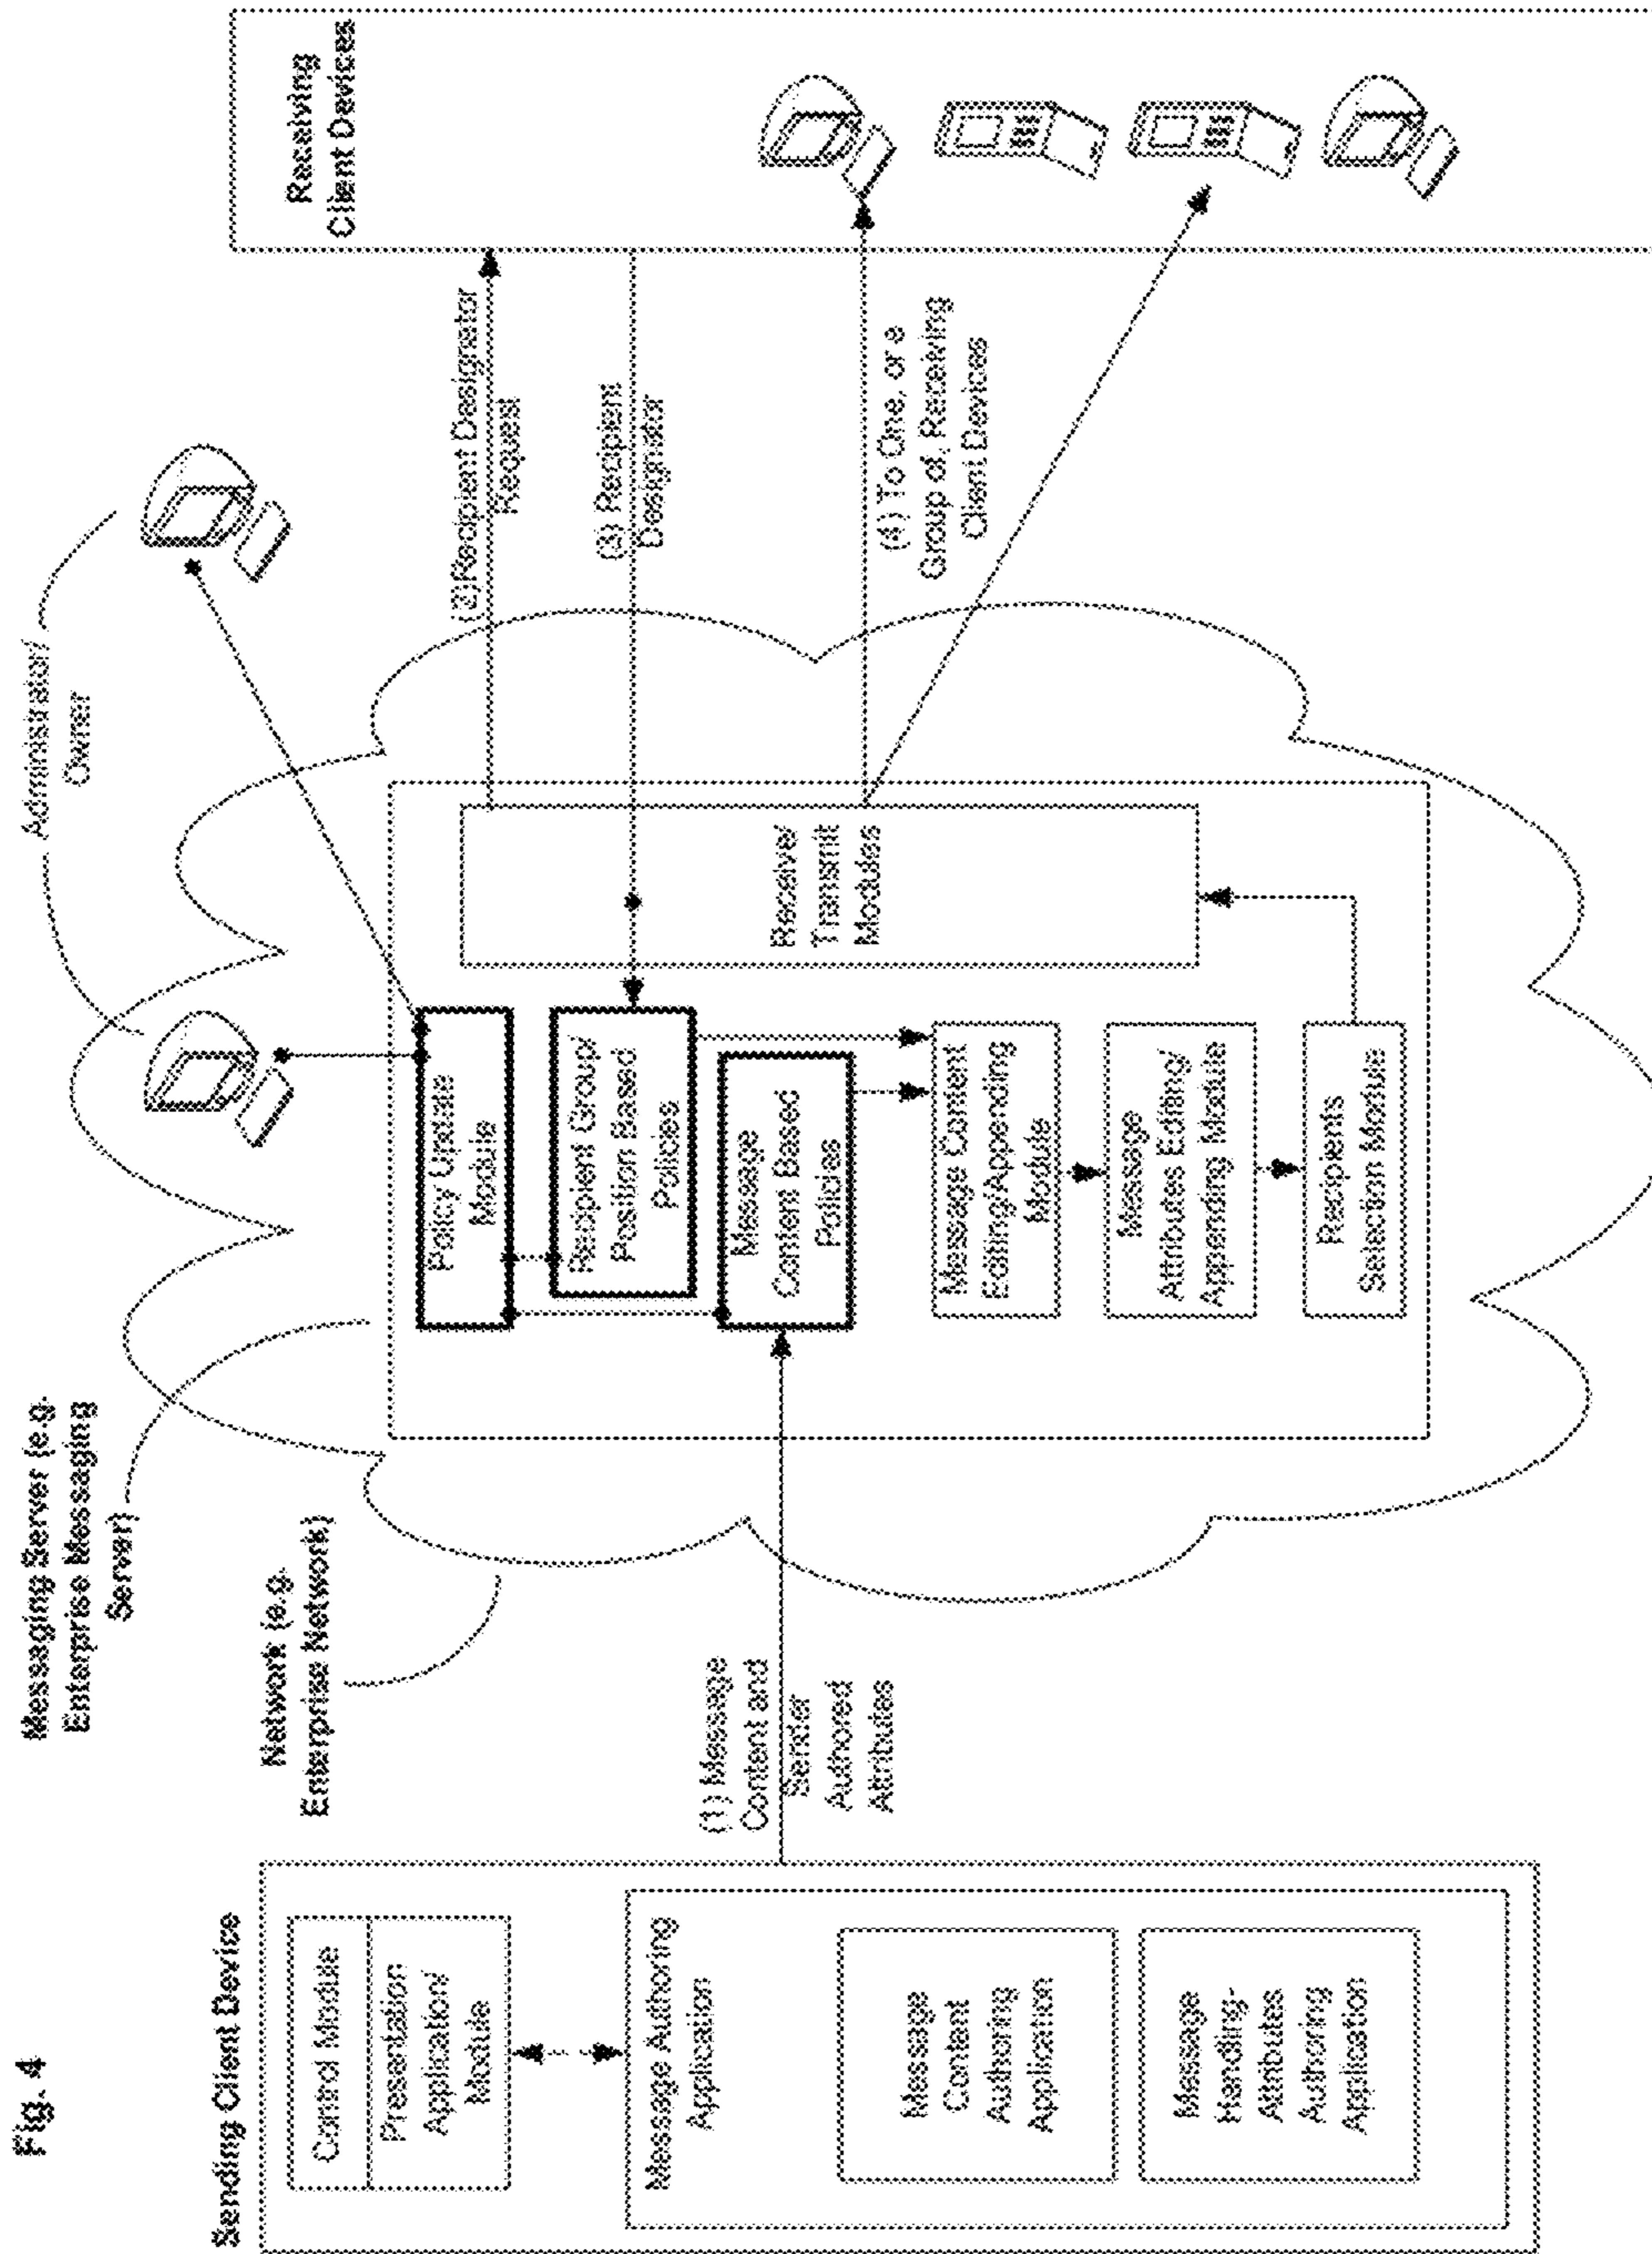 Fig. 4
Messaging Server (e.g.
Enterprise Messaging
Server)
Network (e.g.
Enterprise Network)
Administrator/
Owner
Sending Client Device
Control Module
Presentation
Application/
Module
Message Authoring
Application
Message
Content
Authoring
Application
Message
Handling-
Attributes
Authoring
Application
(1) Message
Content and
Sender
Authored
Attributes
Policy Update
Module
Recipient Group/
Position Based
Policies
Message
Content Based
Policies
Message Content
Editing/Appending
Module
Message
Attributes Editing/
Appending Module
Recipients
Selection Module
Receive/
Transmit
Modules
(2)Recipient Designator
Request
(3) Recipient
Designator
(4) To One, or a
Group of, Receiving
Client Devices
Receiving
Client Devices